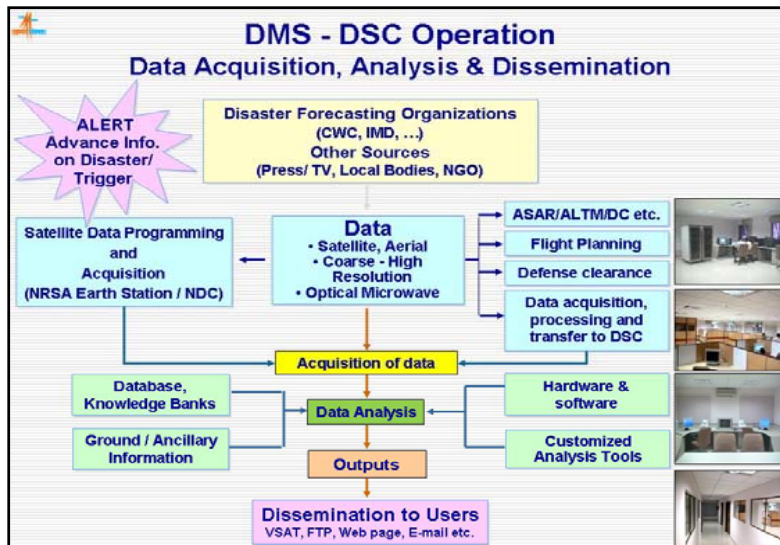 DMS - DSC Operation
Data Acquisition, Analysis & Dissemination
ALERT
Advance Info.
on Disaster/
Trigger
Disaster Forecasting Organizations
(CWC, IMD, ...)
Other Sources
(Press/ TV, Local Bodies, NGO)
Satellite Data Programming
and
Acquisition
(NRSA Earth Station / NDC)
Data
• Satellite, Aerial
• Coarse - High
Resolution
• Optical Microwave
ASAR/ALTM/DC etc.
Flight Planning
Defense clearance
Data acquisition,
processing and
transfer to DSC
Acquisition of data
Database,
Knowledge Banks
Data Analysis
Hardware &
software
Ground / Ancillary
Information
Customized
Analysis Tools
Outputs
Dissemination to Users
VSAT, FTP, Web page, E-mail etc.